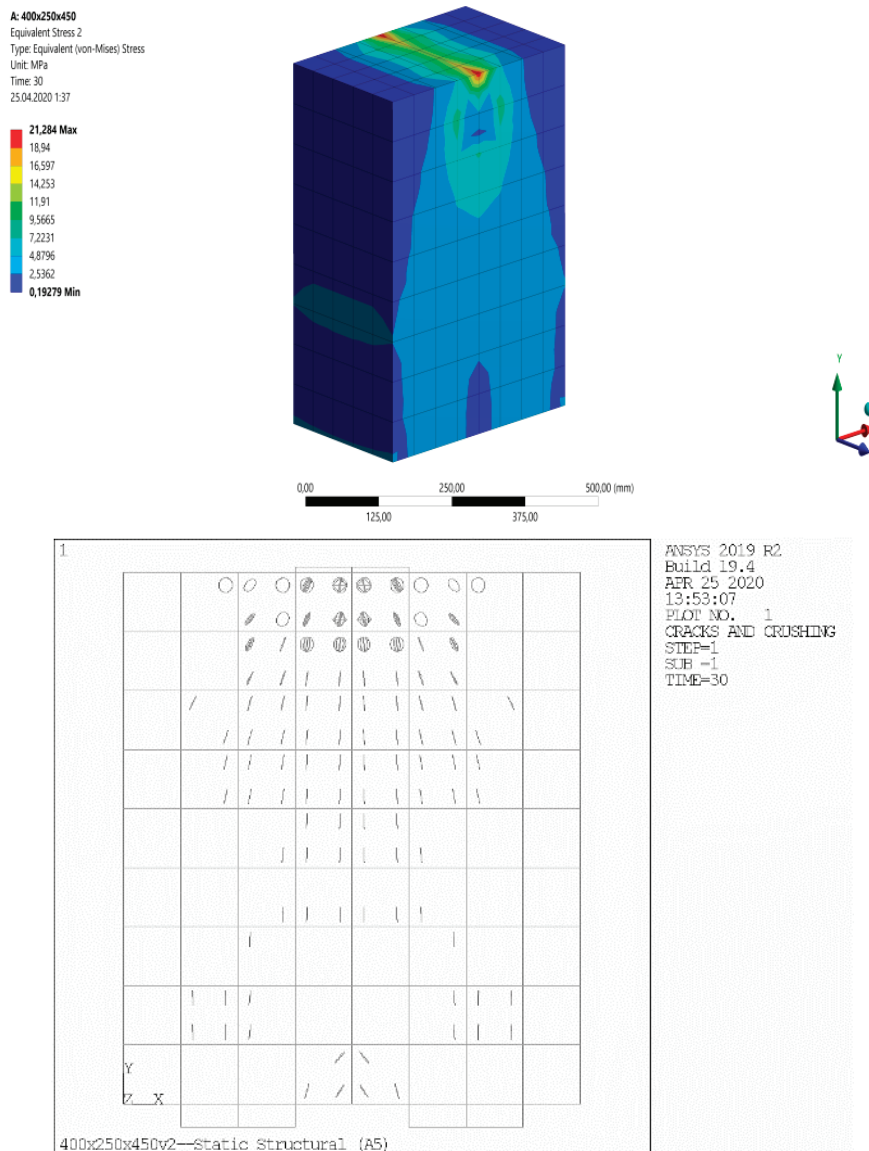 A: 400x250x450
Equivalent Stress 2
Type: Equivalent (von-Mises) Stress
Unit: MPa
Time: 30
25.04.2020 1:37
21,284 Max
18,94
16,597
14,253
11,91
9,5665
7,2231
4,8796
2,5362
0,19279 Min
Y
0,00 250,00 500,00 (mm)
125,00 375,00
1
ANSYS 2019 R2
Build 19.4
APR 25 2020
13:53:07
PLOT NO. 1
CRACKS AND CRUSHING
STEP=1
SUB =1
TIME=30
Y
Z X
400x250x450v2--Static Structural (A5)